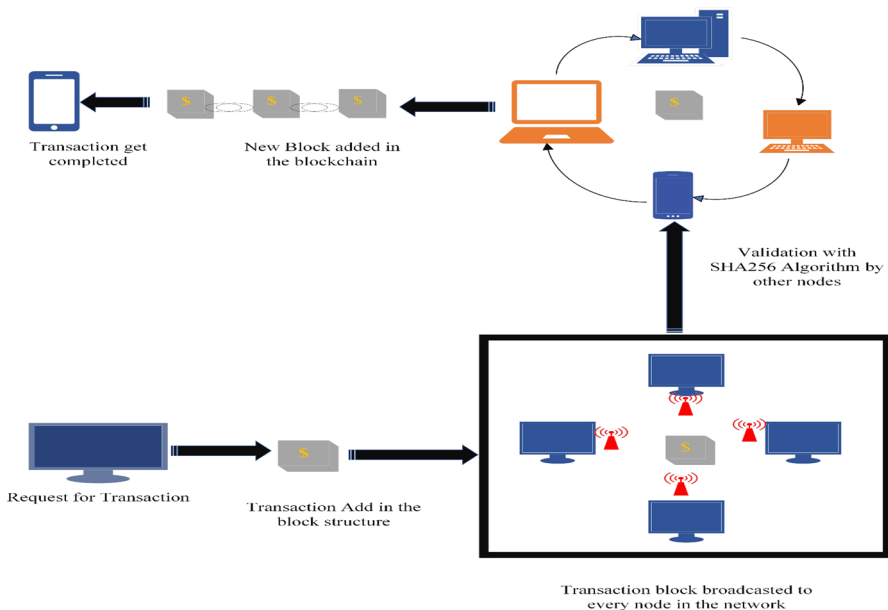 Transaction get
completed
New Block added in
the blockchain
$
$
$
$
Validation with
SHA256 Algorithm by
other nodes
Request for Transaction
$
Transaction Add in the
block structure
$
Transaction block broadcasted to
every node in the network